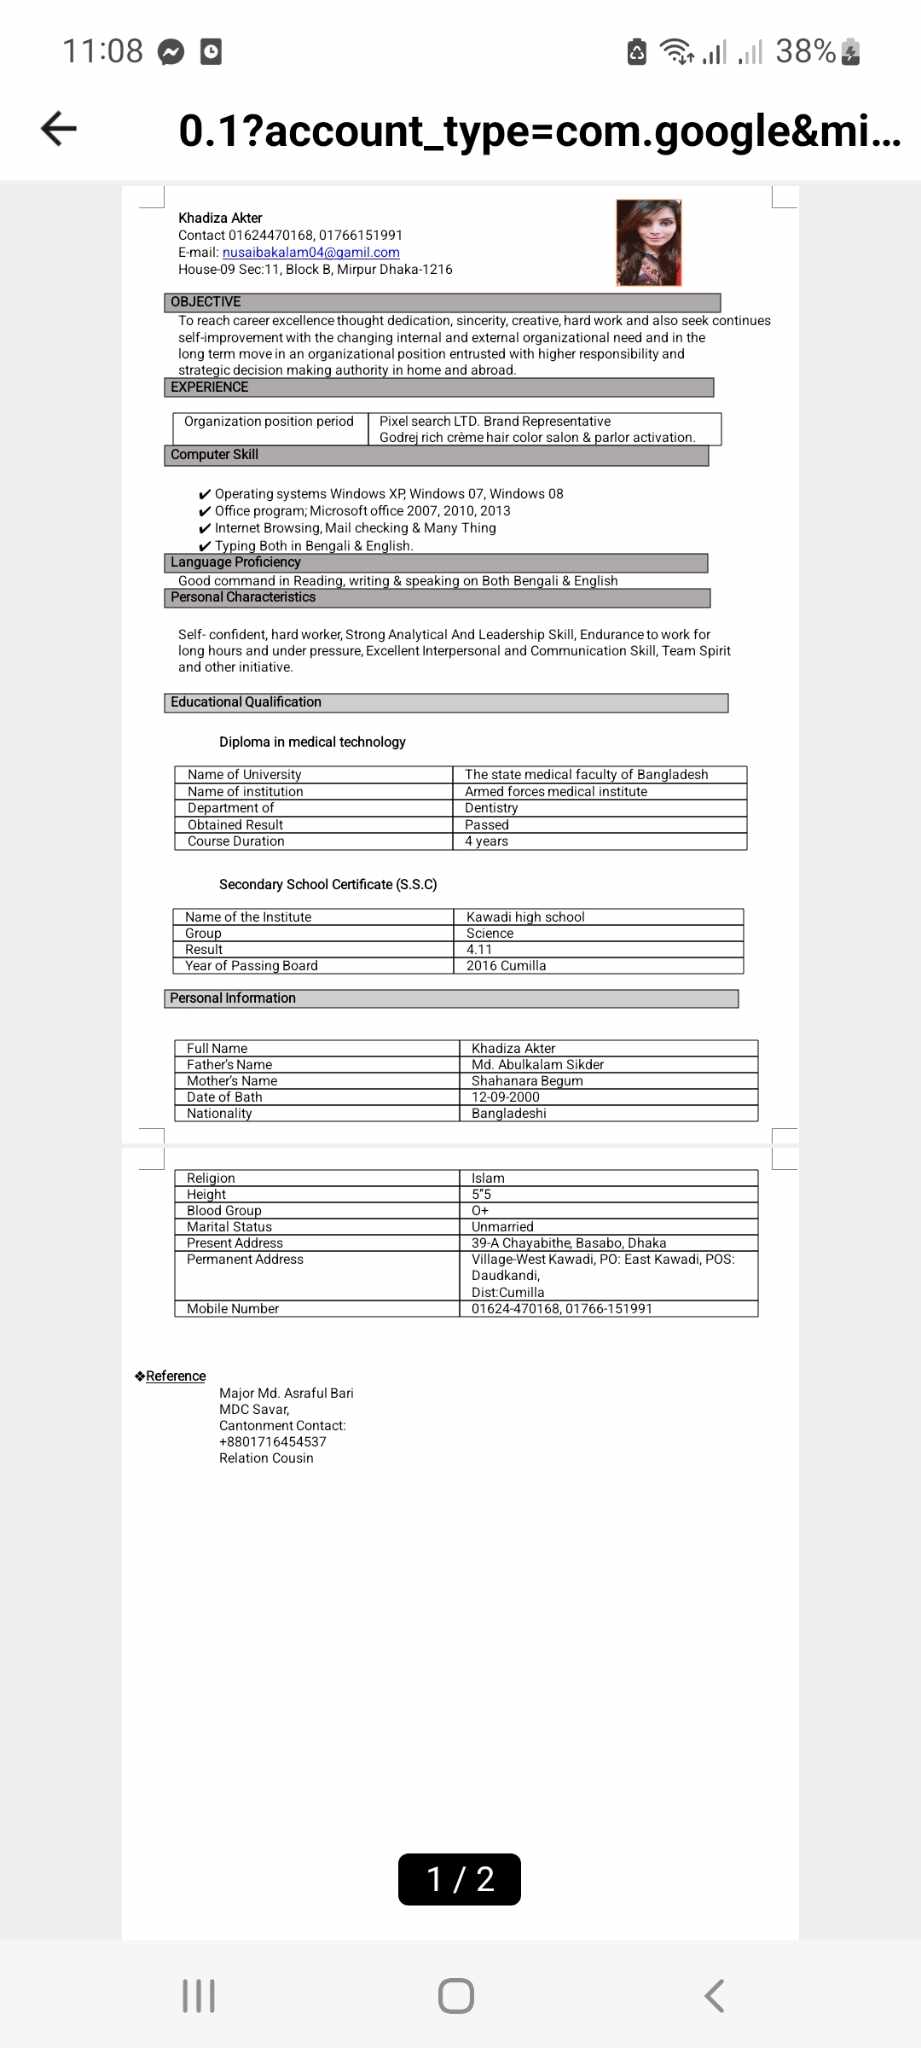 11:08
38%
0.1?account_type=com.google&mi...
Khadiza Akter
Contact 01624470168, 01766151991
E-mail: nusaibakalam04@gamil.com
House-09 Sec:11, Block B, Mirpur Dhaka-1216
OBJECTIVE
To reach career excellence thought dedication, sincerity, creative, hard work and also seek continues
self-improvement with the changing internal and external organizational need and in the
long term move in an organizational position entrusted with higher responsibility and
strategic decision making authority in home and abroad.
EXPERIENCE
Organization position period Pixel search LTD. Brand Representative
Godrej rich crème hair color salon & parlor activation.
Computer Skill
✔ Operating systems Windows XP, Windows 07, Windows 08
✔ Office program; Microsoft office 2007, 2010, 2013
✔ Internet Browsing, Mail checking & Many Thing
✔ Typing Both in Bengali & English.
Language Proficiency
Good command in Reading, writing & speaking on Both Bengali & English
Personal Characteristics
Self- confident, hard worker, Strong Analytical And Leadership Skill, Endurance to work for
long hours and under pressure, Excellent Interpersonal and Communication Skill, Team Spirit
and other initiative.
Educational Qualification
Diploma in medical technology
Name of University The state medical faculty of Bangladesh
Name of institution Armed forces medical institute
Department of Dentistry
Obtained Result Passed
Course Duration 4 years
Secondary School Certificate (S.S.C)
Name of the Institute Kawadi high school
Group Science
Result 4.11
Year of Passing Board 2016 Cumilla
Personal Information
Full Name Khadiza Akter
Father's Name Md. Abulkalam Sikder
Mother's Name Shahanara Begum
Date of Bath 12-09-2000
Nationality Bangladeshi
Religion Islam
Height 5"5
Blood Group O+
Marital Status Unmarried
Present Address 39-A Chayabithe, Basabo, Dhaka
Permanent Address Village-West Kawadi, PO: East Kawadi, POS:
Daudkandi,
Dist:Cumilla
Mobile Number 01624-470168, 01766-151991
❖Reference
Major Md. Asraful Bari
MDC Savar,
Cantonment Contact:
+8801716454537
Relation Cousin
1 / 2